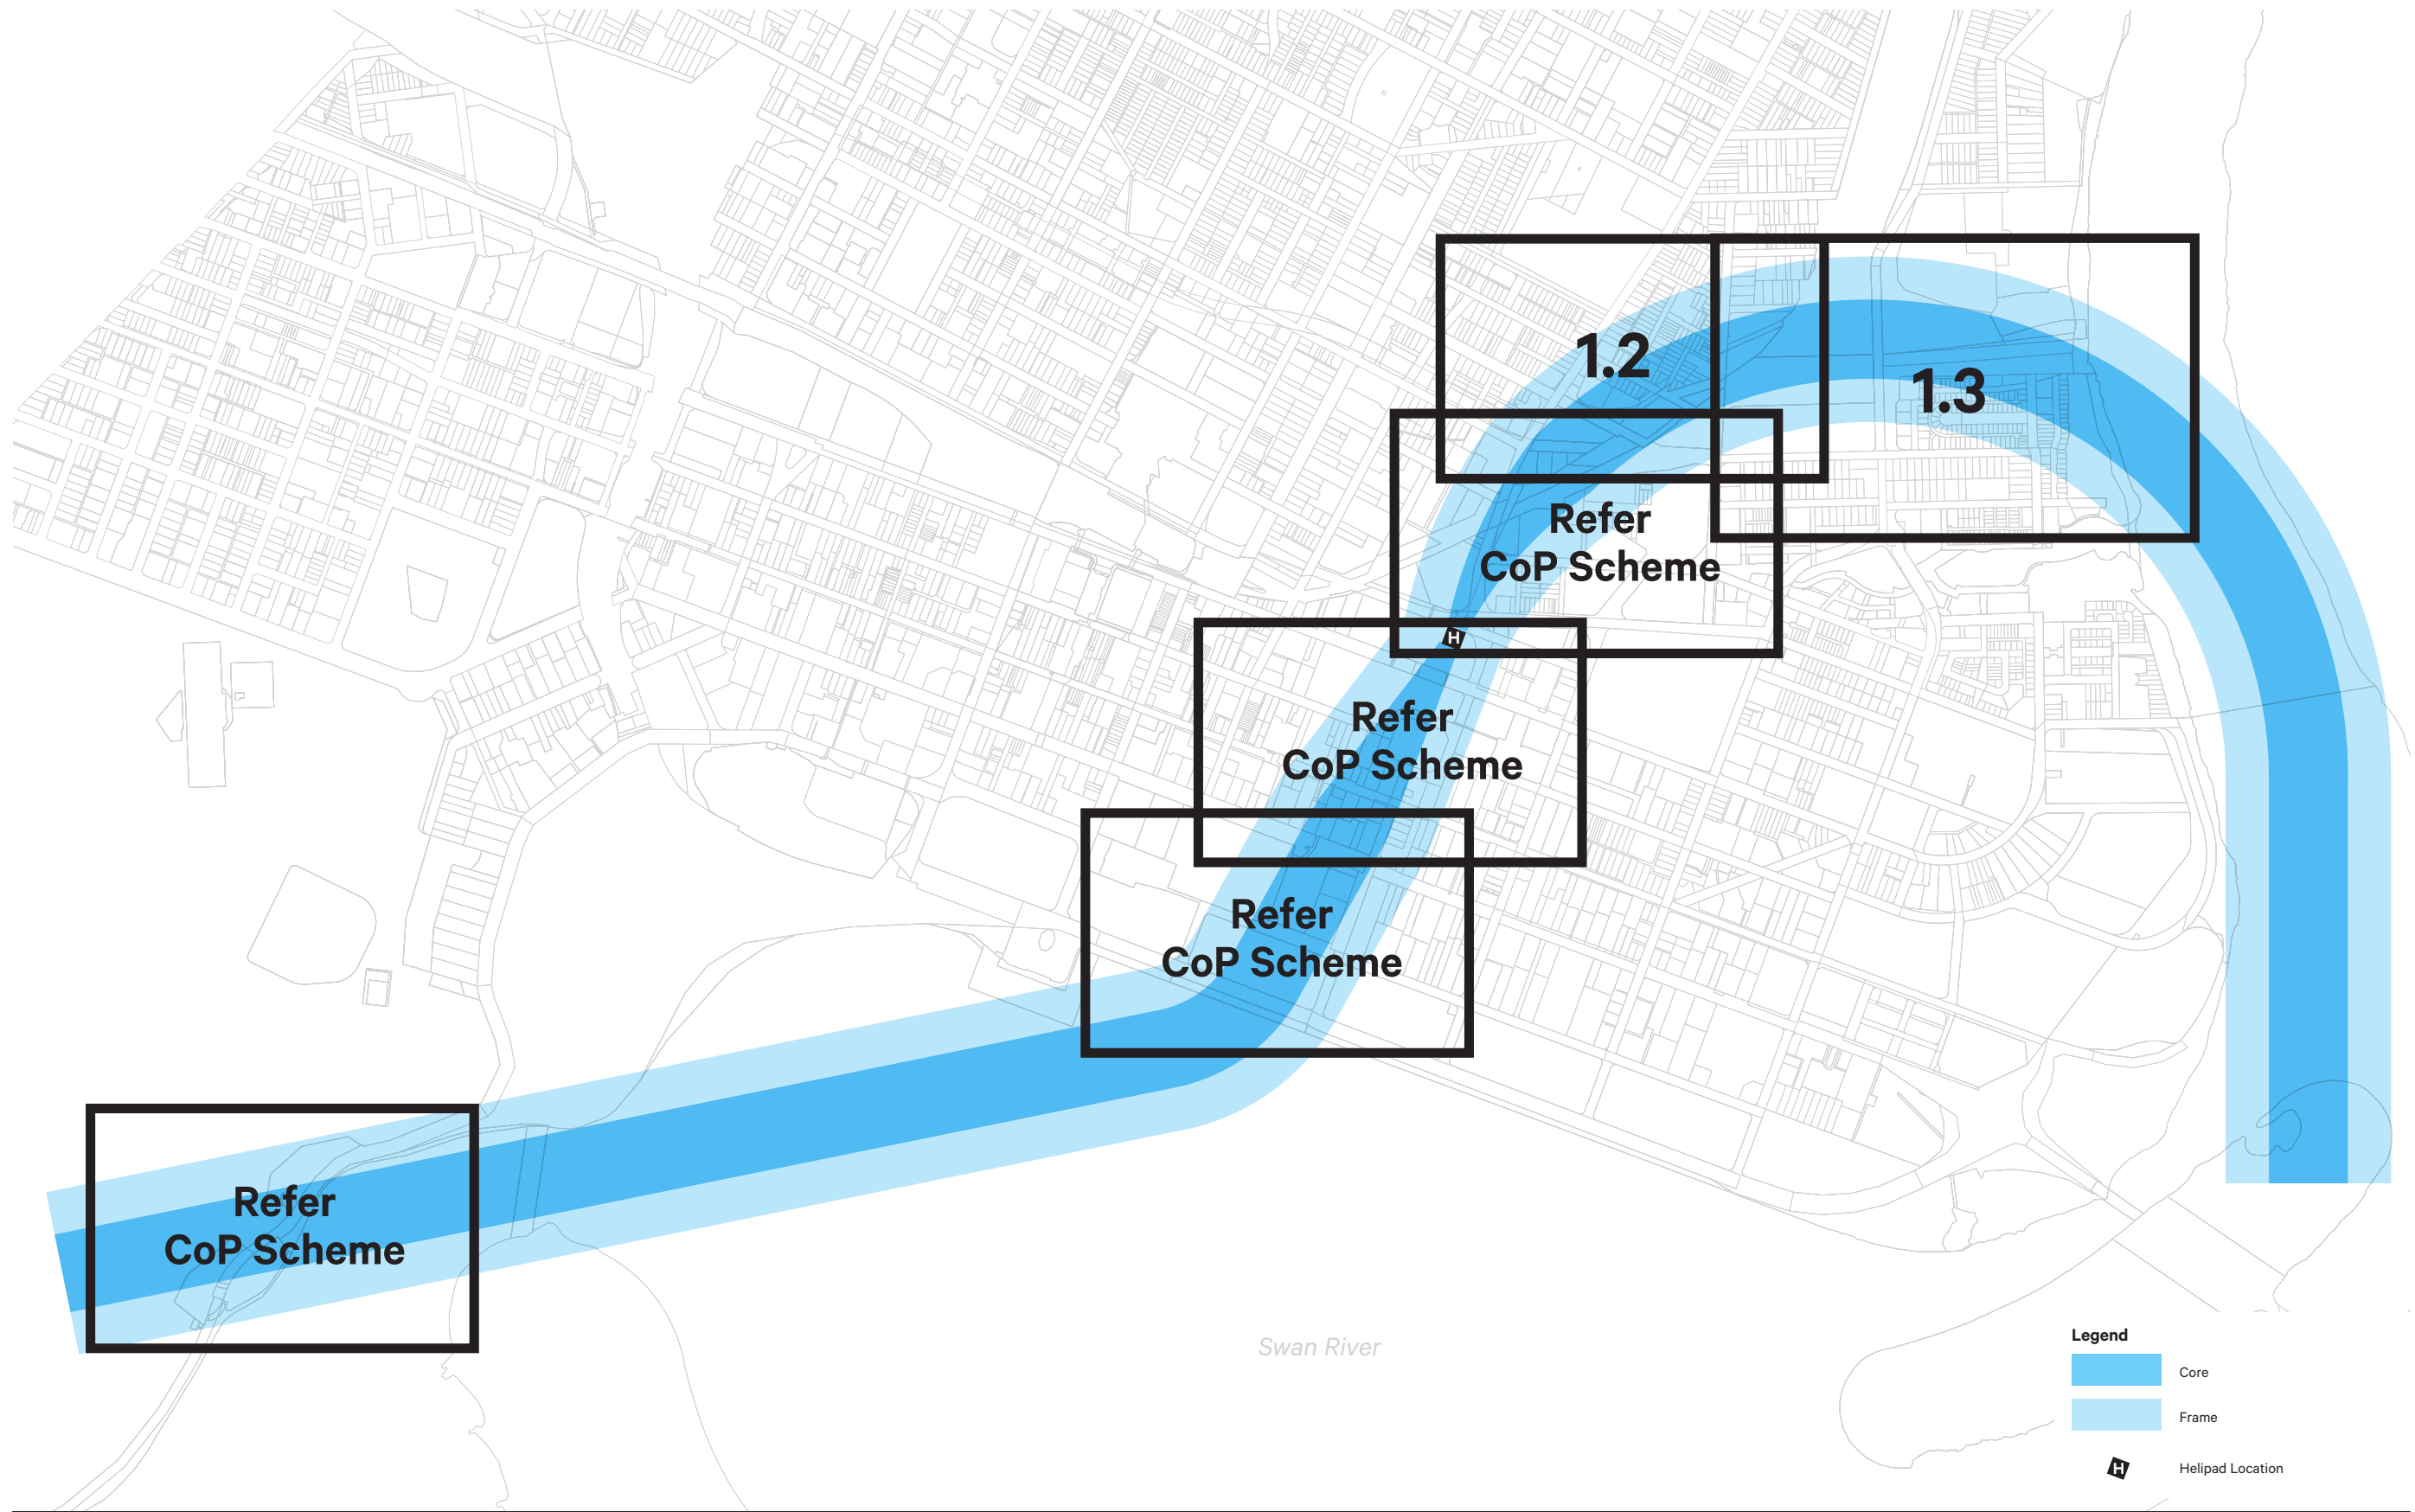 1.2
1.3
Refer
CoP Scheme
H
Refer
CoP Scheme
Refer
CoP Scheme
Refer
CoP Scheme
Swan River
Legend
Core
Frame
H Helipad Location